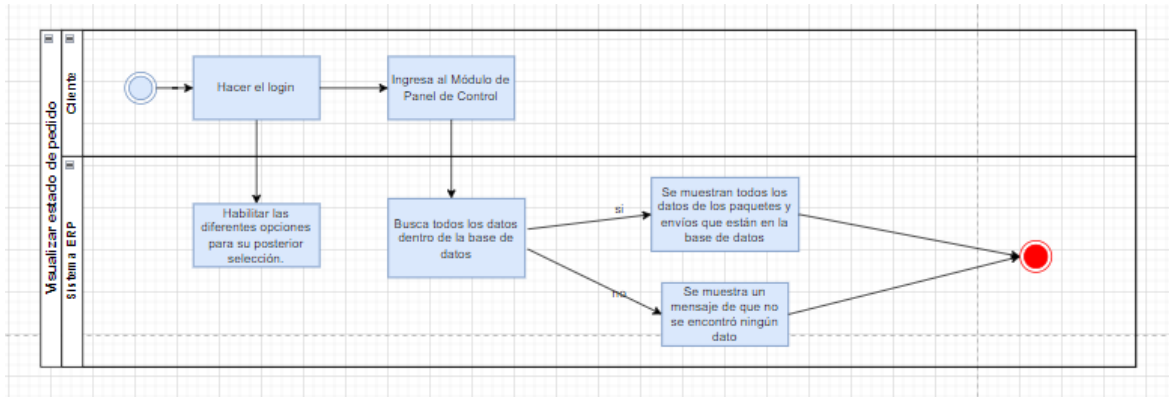 Visualizar estado de pedido
Cliente
Hacer el login
Ingresa al Módulo de
Panel de Control
Sistema ERP
Habilitar las
diferentes opciones
para su posterior
selección.
Busca todos los datos
dentro de la base de
datos
si
Se muestran todos los
datos de los paquetes y
envíos que están en la
base de datos
no
Se muestra un
mensaje de que no
se encontró ningún
dato